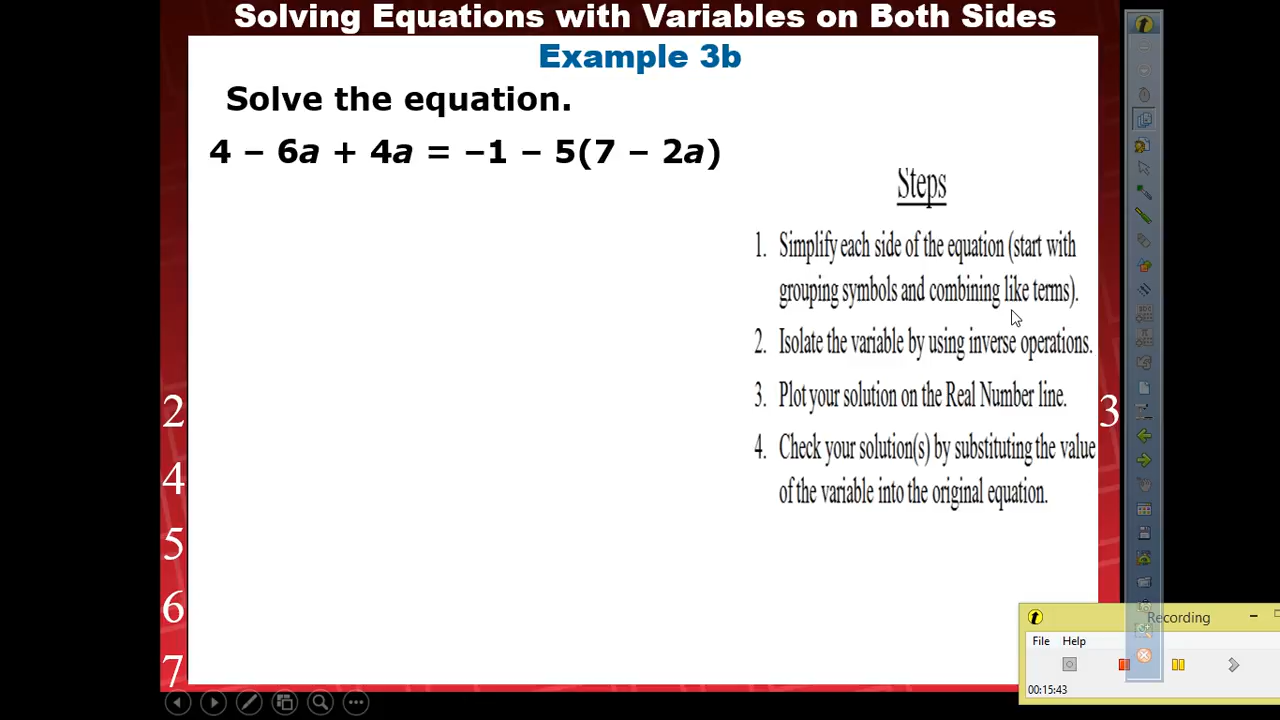 Solving Equations with Variables on Both Sides
Example 3b
Solve the equation.
4 – 6a + 4a = –1 – 5(7 – 2a)
Steps
1. Simplify each side of the equation (start with
grouping symbols and combining like terms).
2. Isolate the variable by using inverse operations.
3. Plot your solution on the Real Number line.
4. Check your solution(s) by substituting the value
of the variable into the original equation.
2
3
4
5
6
7
Recording
File Help
00:15:43